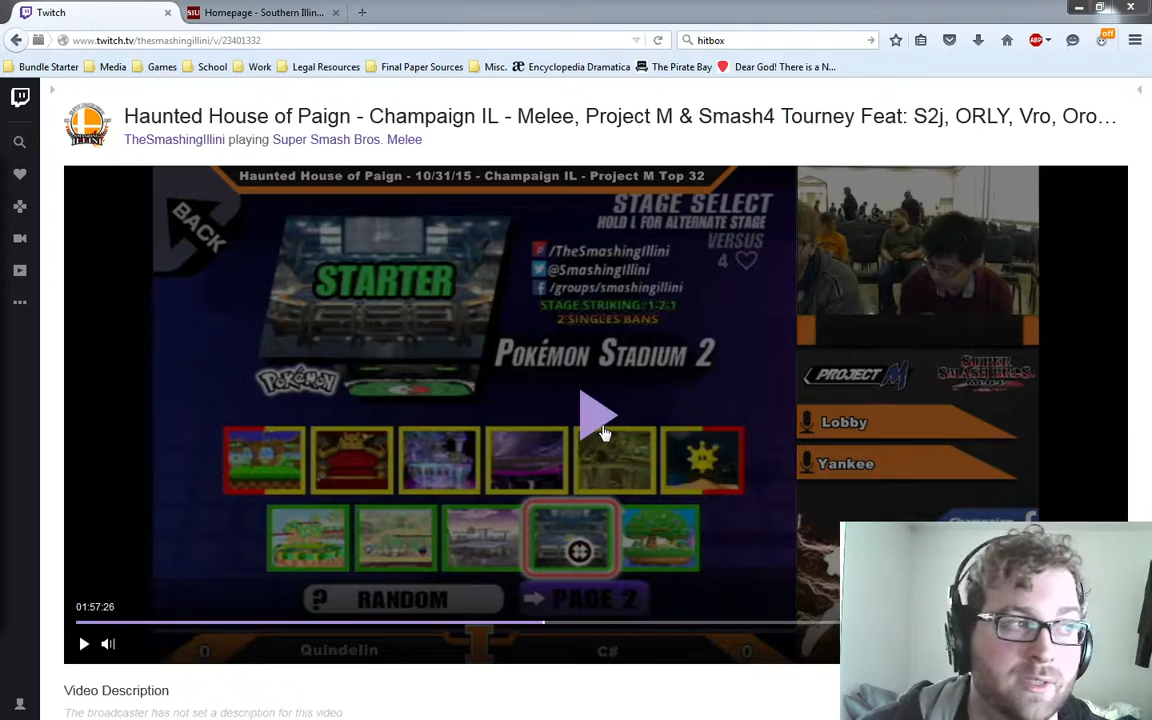 Twitch
SIU Homepage - Southern Illin...
www.twitch.tv/thesmashingillini/v/23401332
hitbox
ABP
off
Bundle Starter
Media
Games
School
Work
Legal Resources
Final Paper Sources
Misc.
æ Encyclopedia Dramatica
The Pirate Bay
Dear God! There is a N...
Haunted House of Paign - Champaign IL - Melee, Project M & Smash4 Tourney Feat: S2j, ORLY, Vro, Oro...
TheSmashingIllini playing Super Smash Bros. Melee
Haunted House of Paign - 10/31/15 - Champaign IL - Project M Top 32
BACK
STAGE SELECT
HOLD L FOR ALTERNATE STAGE
VERSUS
4
STARTER
/TheSmashingIllini
@SmashingIllini
/groups/smashingillini
STAGE STRIKING: 1-2-1
2 SINGLES BANS
POKÉMON STADIUM 2
POKéMON
PROJECT M
SUPER SMASH BROS.
Melee
Lobby
Yankee
? RANDOM
PAGE 2
01:57:26
0
Quindelin
C#
0
Video Description
The broadcaster has not set a description for this video